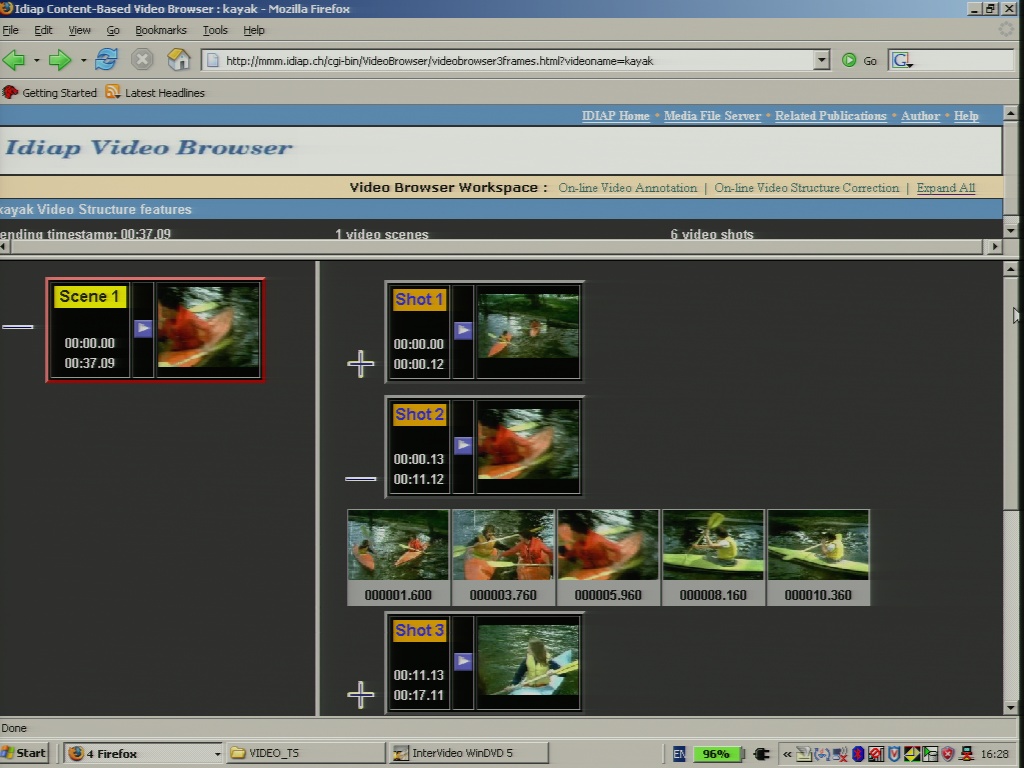 Idiap Content-Based Video Browser : kayak - Mozilla Firefox
File Edit View Go Bookmarks Tools Help
http://mmm.idiap.ch/cgi-bin/VideoBrowser/videobrowser3frames.html?videoname=kayak Go G
Getting Started Latest Headlines
IDIAP Home • Media File Server • Related Publications • Author • Help
Idiap Video Browser
Video Browser Workspace : On-line Video Annotation | On-line Video Structure Correction | Expand All
kayak Video Structure features
ending timestamp: 00:37.09 1 video scenes 6 video shots
Scene 1
00:00.00
00:37.09
Shot 1
00:00.00
00:00.12
Shot 2
00:00.13
00:11.12
000001.600 000003.760 000005.960 000008.160 000010.360
Shot 3
00:11.13
00:17.11
Done
Start 4 Firefox VIDEO_TS InterVideo WinDVD 5 EN 96% « 16:28